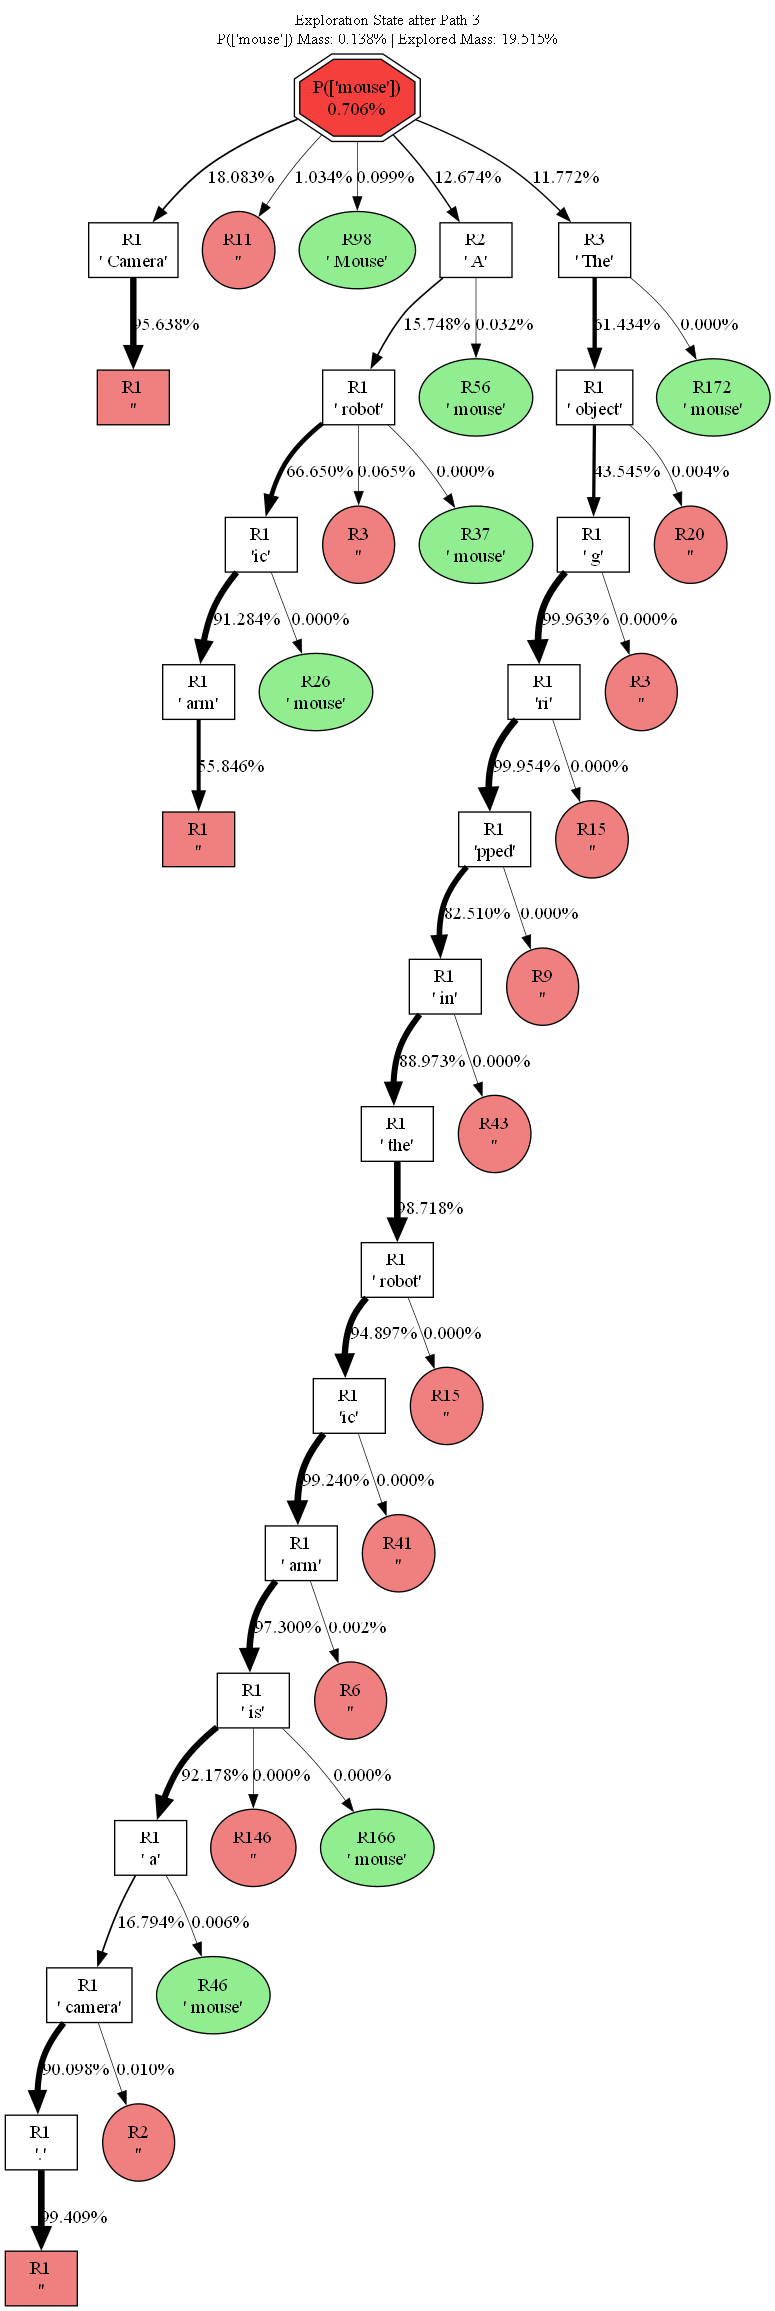 Exploration State after Path 3
P(['mouse']) Mass: 0.138% | Explored Mass: 19.515%
P(['mouse'])
0.706%
18.083% 1.034% 0.099% 12.674% 11.772%
R1 R11 R98 R2 R3
' Camera' '' ' Mouse' ' A' ' The'
95.638% 15.748% 0.032% 61.434% 0.000%
R1 R1 R56 R1 R172
'' ' robot' ' mouse' ' object' ' mouse'
66.650% 0.065% 0.000% 43.545% 0.004%
R1 R3 R37 R1 R20
'ic' '' ' mouse' ' g' ''
91.284% 0.000% 99.963% 0.000%
R1 R26 R1 R3
' arm' ' mouse' 'ri' ''
55.846% 99.954% 0.000%
R1 R1 R15
'' 'pped' ''
82.510% 0.000%
R1 R9
' in' ''
88.973% 0.000%
R1 R43
' the' ''
98.718%
R1
' robot'
94.897% 0.000%
R1 R15
'ic' ''
99.240% 0.000%
R1 R41
' arm' ''
97.300% 0.002%
R1 R6
' is' ''
92.178% 0.000% 0.000%
R1 R146 R166
' a' '' ' mouse'
16.794% 0.006%
R1 R46
' camera' ' mouse'
90.098% 0.010%
R1 R2
'.' ''
99.409%
R1
''